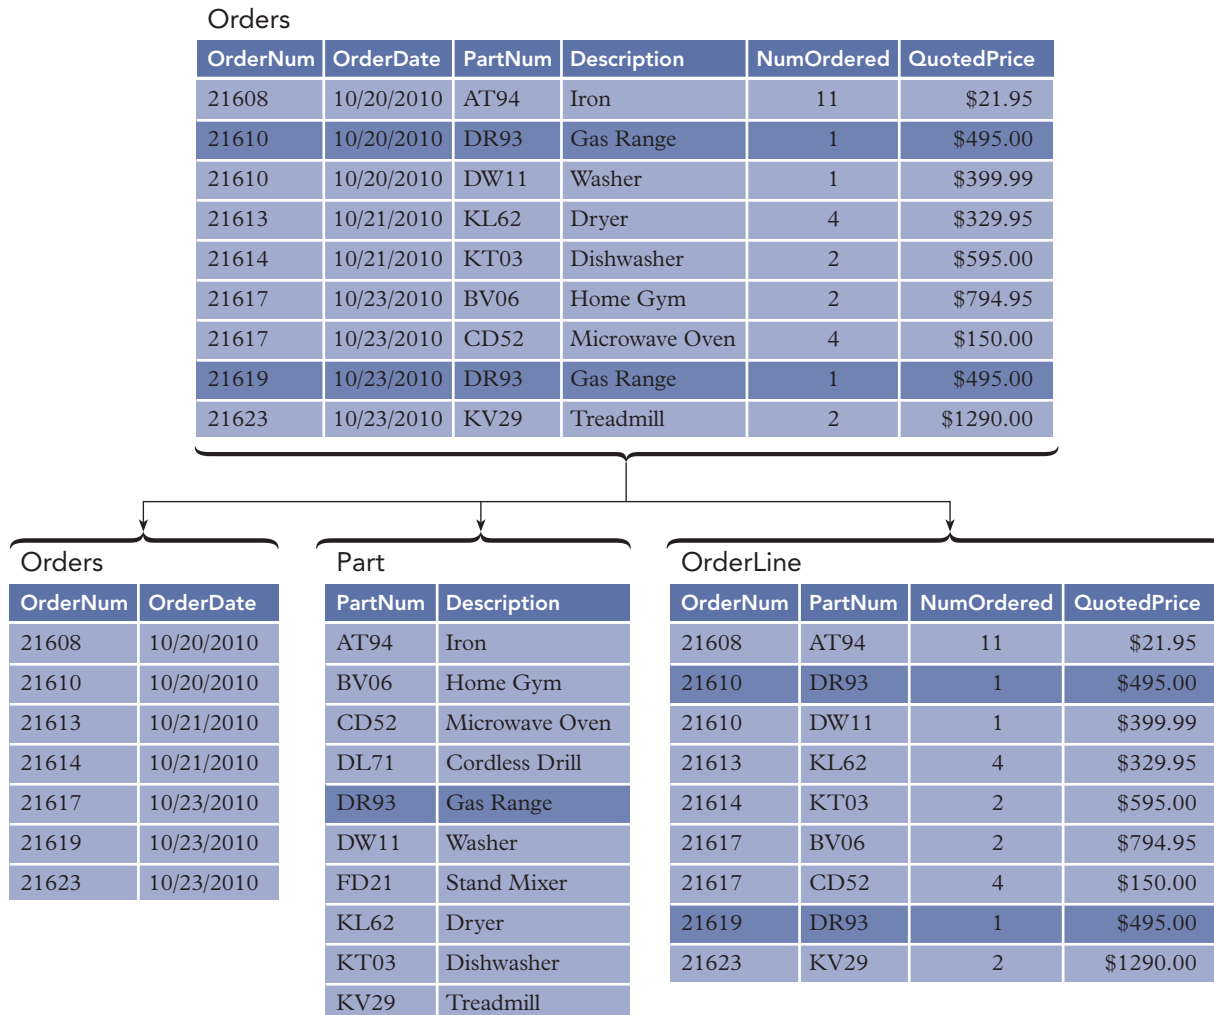 Orders
OrderNum OrderDate PartNum Description NumOrdered QuotedPrice
21608 10/20/2010 AT94 Iron 11 $21.95
21610 10/20/2010 DR93 Gas Range 1 $495.00
21610 10/20/2010 DW11 Washer 1 $399.99
21613 10/21/2010 KL62 Dryer 4 $329.95
21614 10/21/2010 KT03 Dishwasher 2 $595.00
21617 10/23/2010 BV06 Home Gym 2 $794.95
21617 10/23/2010 CD52 Microwave Oven 4 $150.00
21619 10/23/2010 DR93 Gas Range 1 $495.00
21623 10/23/2010 KV29 Treadmill 2 $1290.00
Orders
OrderNum OrderDate
21608 10/20/2010
21610 10/20/2010
21613 10/21/2010
21614 10/21/2010
21617 10/23/2010
21619 10/23/2010
21623 10/23/2010
Part
PartNum Description
AT94 Iron
BV06 Home Gym
CD52 Microwave Oven
DL71 Cordless Drill
DR93 Gas Range
DW11 Washer
FD21 Stand Mixer
KL62 Dryer
KT03 Dishwasher
KV29 Treadmill
OrderLine
OrderNum PartNum NumOrdered QuotedPrice
21608 AT94 11 $21.95
21610 DR93 1 $495.00
21610 DW11 1 $399.99
21613 KL62 4 $329.95
21614 KT03 2 $595.00
21617 BV06 2 $794.95
21617 CD52 4 $150.00
21619 DR93 1 $495.00
21623 KV29 2 $1290.00